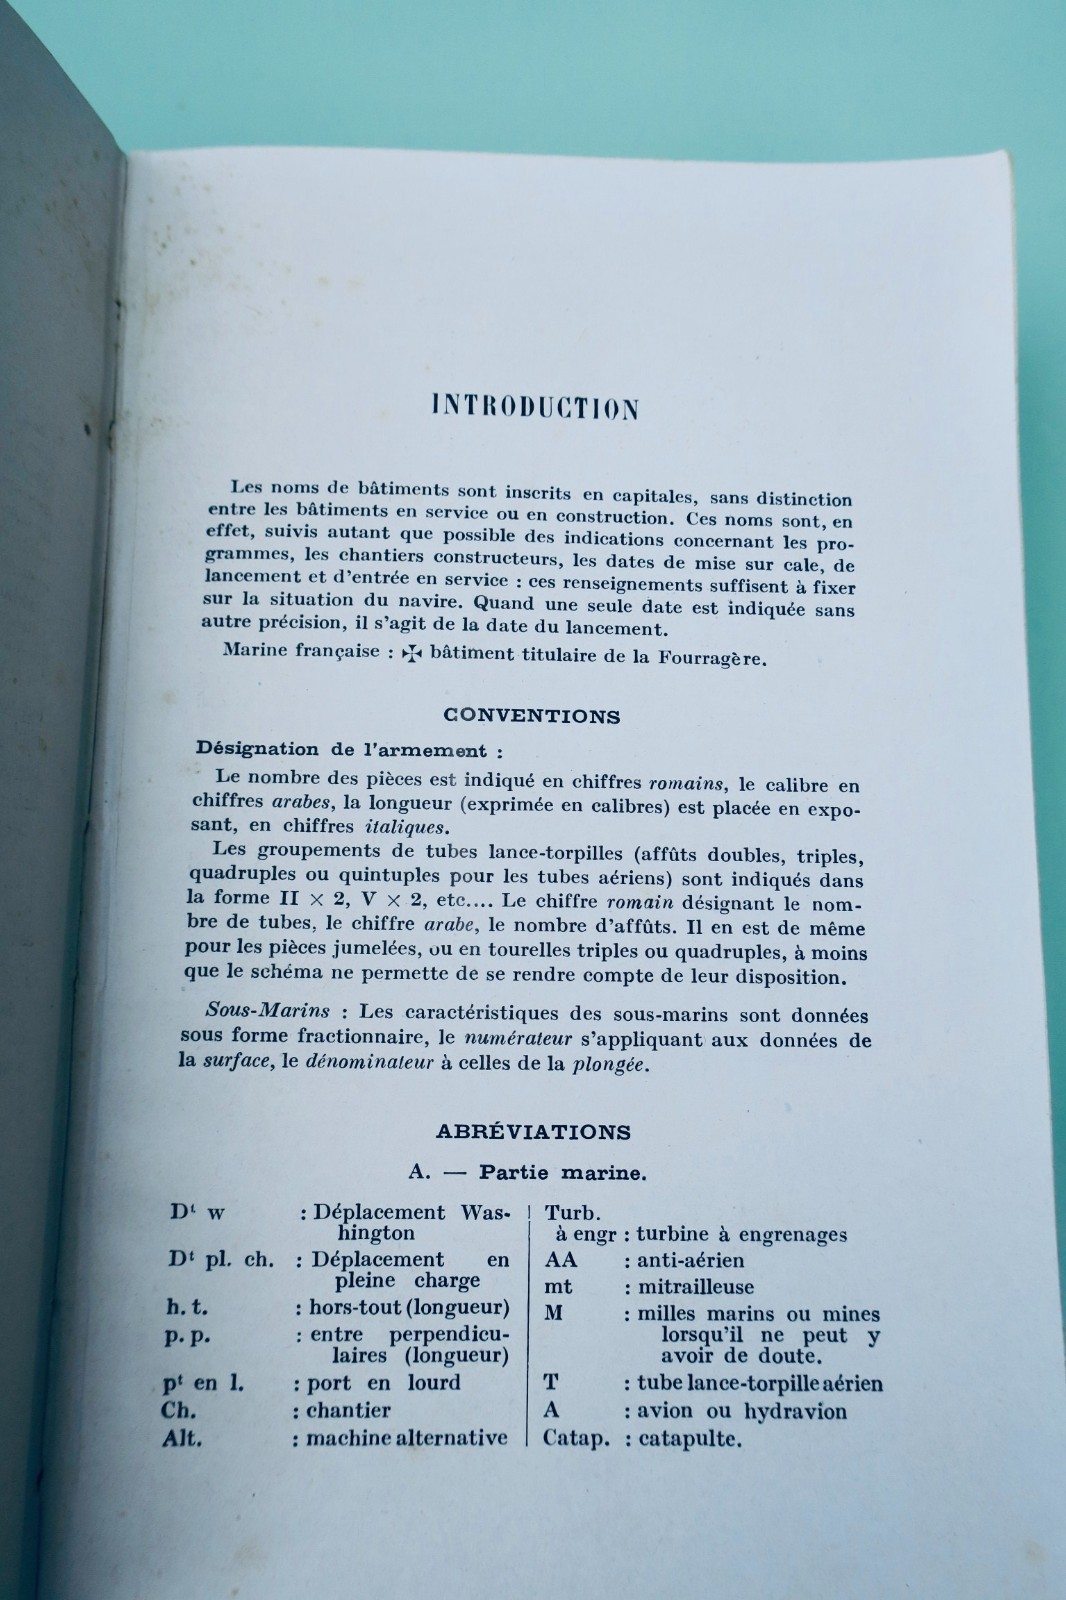 INTRODUCTION
Les noms de bâtiments sont inscrits en capitales, sans distinction
entre les bâtiments en service ou en construction. Ces noms sont, en
effet, suivis autant que possible des indications concernant les pro-
grammes, les chantiers constructeurs, les dates de mise sur cale, de
lancement et d'entrée en service : ces renseignements suffisent à fixer
sur la situation du navire. Quand une seule date est indiquée sans
autre précision, il s'agit de la date du lancement.
Marine française : ✠ bâtiment titulaire de la Fourragère.
CONVENTIONS
Désignation de l'armement :
Le nombre des pièces est indiqué en chiffres romains, le calibre en
chiffres arabes, la longueur (exprimée en calibres) est placée en expo-
sant, en chiffres italiques.
Les groupements de tubes lance-torpilles (affûts doubles, triples,
quadruples ou quintuples pour les tubes aériens) sont indiqués dans
la forme II × 2, V × 2, etc.... Le chiffre romain désignant le nom-
bre de tubes, le chiffre arabe, le nombre d'affûts. Il en est de même
pour les pièces jumelées, ou en tourelles triples ou quadruples, à moins
que le schéma ne permette de se rendre compte de leur disposition.
Sous-Marins : Les caractéristiques des sous-marins sont données
sous forme fractionnaire, le numérateur s'appliquant aux données de
la surface, le dénominateur à celles de la plongée.
ABRÉVIATIONS
A. — Partie marine.
Dᵗ w : Déplacement Was-
hington
Dᵗ pl. ch. : Déplacement en
pleine charge
h. t. : hors-tout (longueur)
p. p. : entre perpendicu-
laires (longueur)
pᵗ en l. : port en lourd
Ch. : chantier
Alt. : machine alternative
Turb.
à engr : turbine à engrenages
AA : anti-aérien
mt : mitrailleuse
M : milles marins ou mines
lorsqu'il ne peut y
avoir de doute.
T : tube lance-torpille aérien
A : avion ou hydravion
Catap. : catapulte.